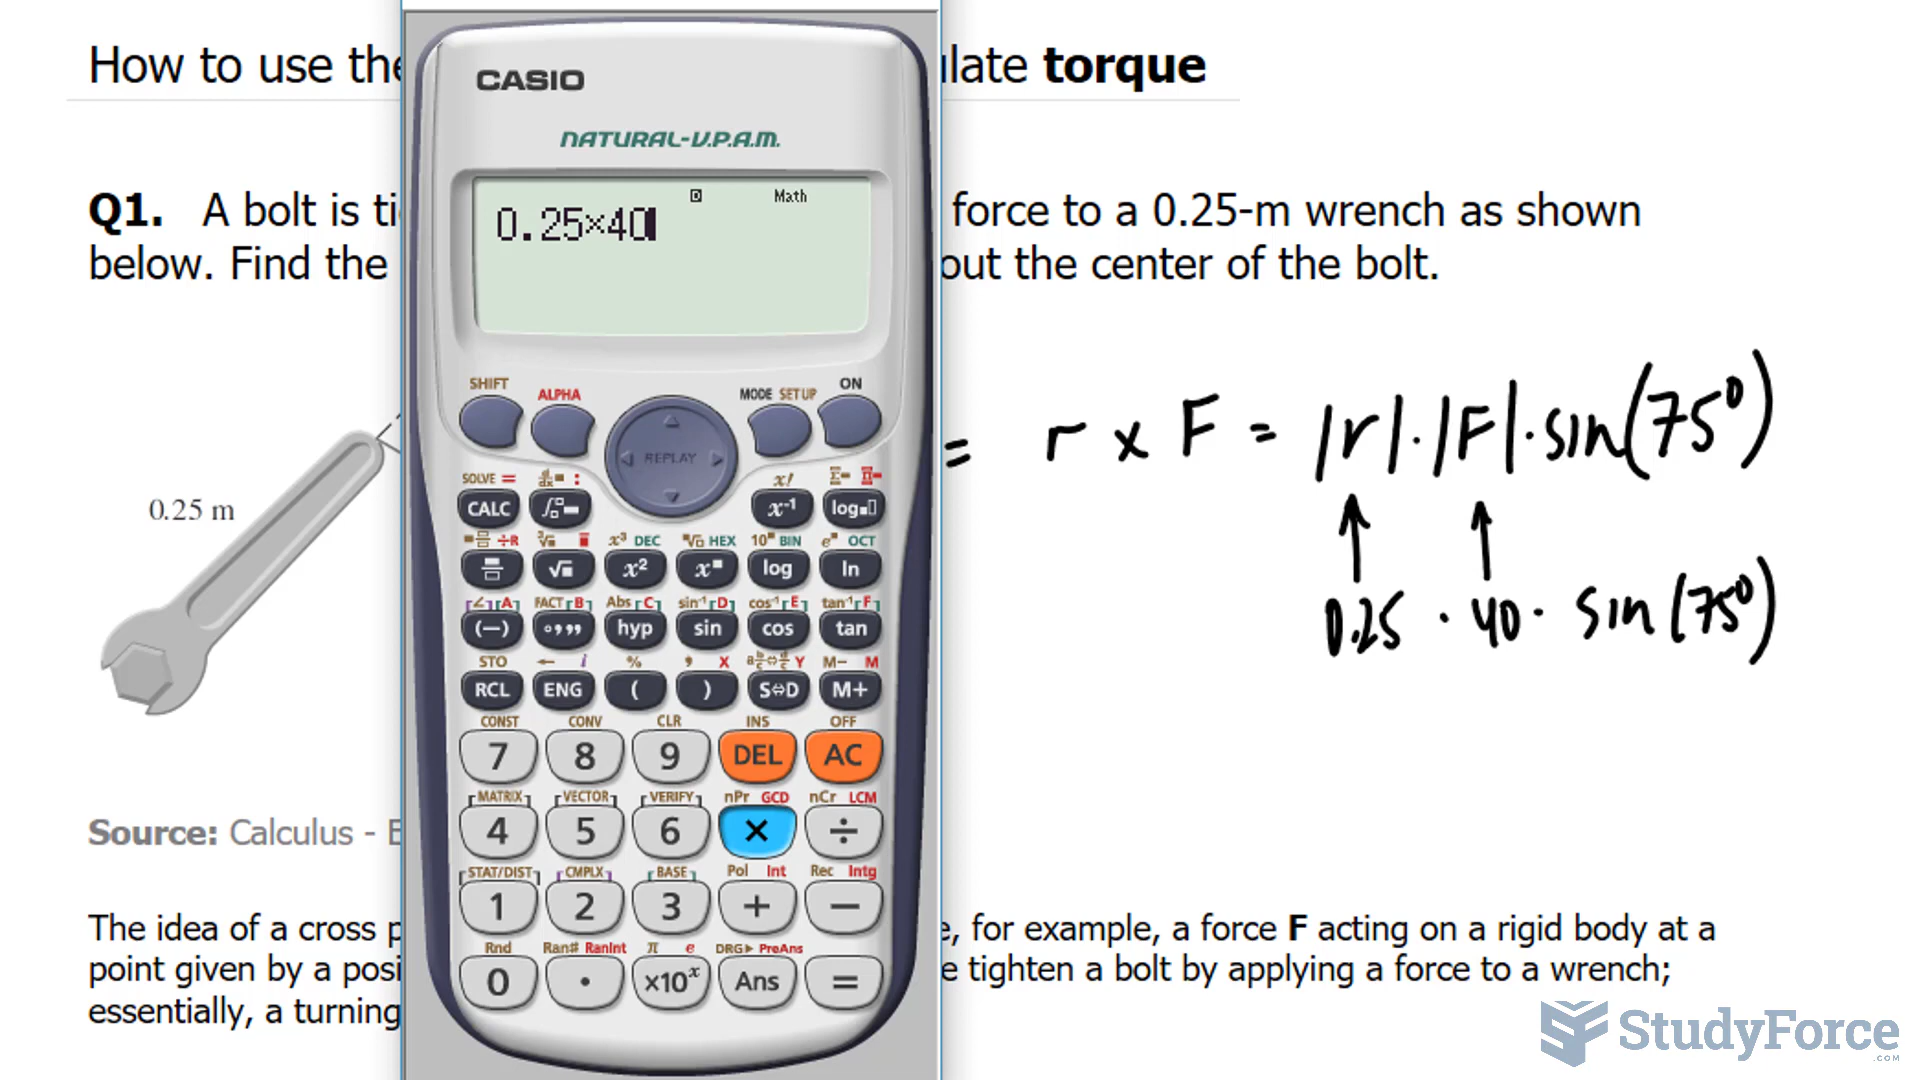 How to use the
ulate torque
CASIO
NATURAL-V.P.A.M.
D Math
0.25×40
Q1. A bolt is ti
force to a 0.25-m wrench as shown
below. Find the
out the center of the bolt.
0.25 m
= r x F = |r|·|F|·sin(75°)
0.25 · 40 · sin(75°)
SHIFT ALPHA MODE SETUP ON
REPLAY
SOLVE = d/dx : x! Σ Π
CALC ∫ x⁻¹ log
÷R ³√ x³ DEC √ HEX 10 BIN e OCT
√ x² x log ln
∠ A FACT B Abs C sin⁻¹ D cos⁻¹ E tan⁻¹ F
(−) ° ' '' hyp sin cos tan
STO ← i % , X a b/c⇔d/c Y M− M
RCL ENG ( ) S⇔D M+
CONST CONV CLR INS OFF
7 8 9 DEL AC
MATRIX VECTOR VERIFY nPr GCD nCr LCM
4 5 6 × ÷
STAT/DIST CMPLX BASE Pol Int Rec Intg
1 2 3 + −
Rnd Ran# RanInt π e DRG▶ PreAns
0 · ×10ˣ Ans =
Source: Calculus - E
The idea of a cross p
e, for example, a force F acting on a rigid body at a
point given by a posi
e tighten a bolt by applying a force to a wrench;
essentially, a turning
StudyForce
.COM